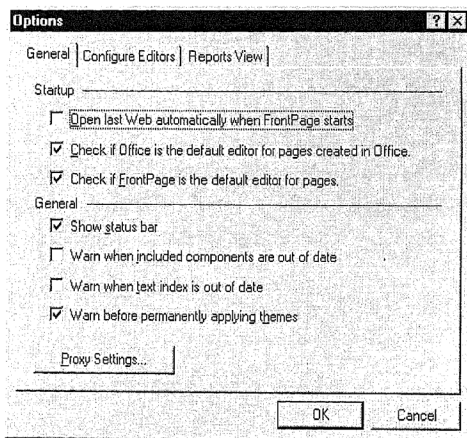 Options
General Configure Editors Reports View
Startup
Open last Web automatically when FrontPage starts
Check if Office is the default editor for pages created in Office.
Check if FrontPage is the default editor for pages.
General
Show status bar
Warn when included components are out of date
Warn when text index is out of date
Warn before permanently applying themes
Proxy Settings...
OK Cancel